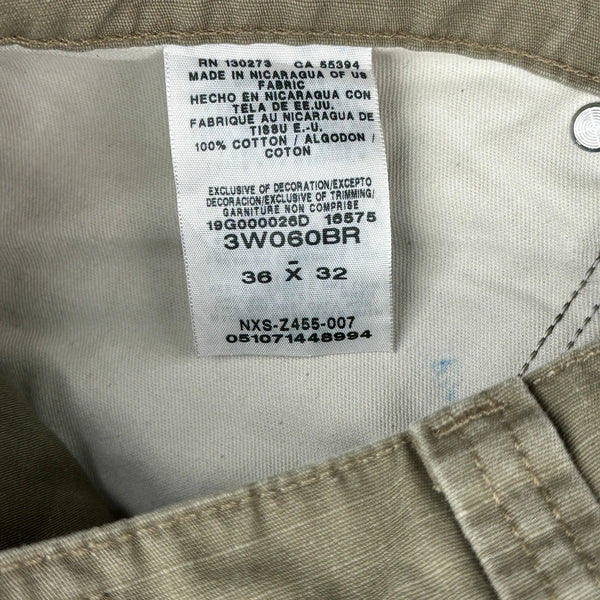 RN 130273 CA 55394
MADE IN NICARAGUA OF US
FABRIC
HECHO EN NICARAGUA CON
TELA DE EE.UU.
FABRIQUE AU NICARAGUA DE
TISSU E.-U.
100% COTTON / ALGODON /
COTON
EXCLUSIVE OF DECORATION/EXCEPTO
DECORACION/EXCLUSIVE OF TRIMMING/
GARNITURE NON COMPRISE
19G000026D 16575
3W060BR
-
36 X 32
NXS-Z455-007
051071448994